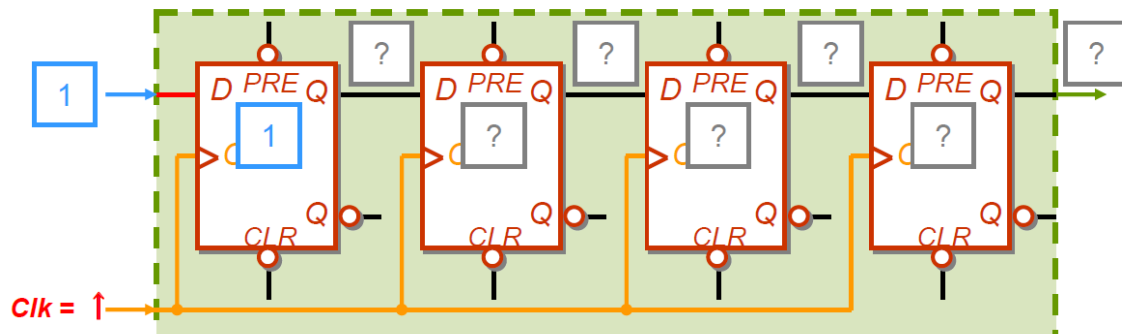 ? ? ? ?
1 D PRE Q D PRE Q D PRE Q D PRE Q
1 ? ? ?
Q Q Q Q
CLR CLR CLR CLR
Clk = ↑